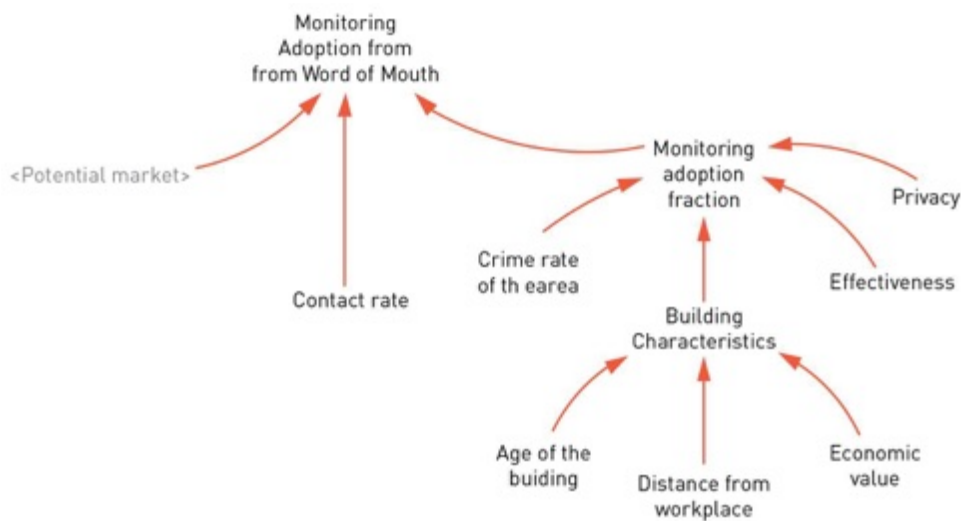 Monitoring
Adoption from
from Word of Mouth
<Potential market>
Monitoring
adoption
fraction
Privacy
Crime rate
of th earea
Effectiveness
Contact rate
Building
Characteristics
Age of the
buiding
Distance from
workplace
Economic
value